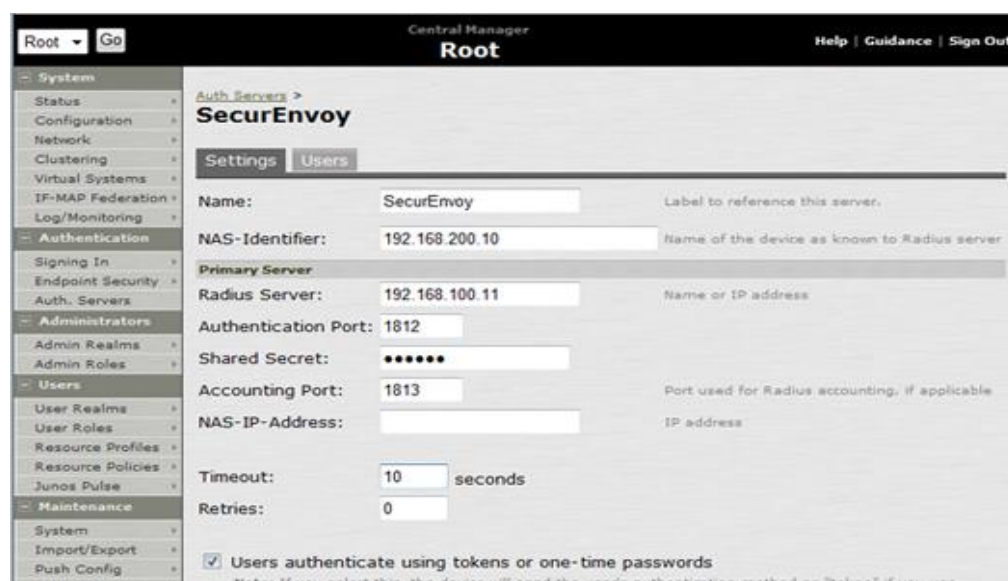 Root Go
Central Manager
Root
Help | Guidance | Sign Out
System
Status
Configuration
Network
Clustering
Virtual Systems
IF-MAP Federation
Log/Monitoring
Authentication
Signing In
Endpoint Security
Auth. Servers
Administrators
Admin Realms
Admin Roles
Users
User Realms
User Roles
Resource Profiles
Resource Policies
Junos Pulse
Maintenance
System
Import/Export
Push Config
Auth Servers >
SecurEnvoy
Settings Users
Name: SecurEnvoy Label to reference this server.
NAS-Identifier: 192.168.200.10 Name of the device as known to Radius server
Primary Server
Radius Server: 192.168.100.11 Name or IP address
Authentication Port: 1812
Shared Secret: ••••••
Accounting Port: 1813 Port used for Radius accounting, if applicable
NAS-IP-Address: IP address
Timeout: 10 seconds
Retries: 0
Users authenticate using tokens or one-time passwords